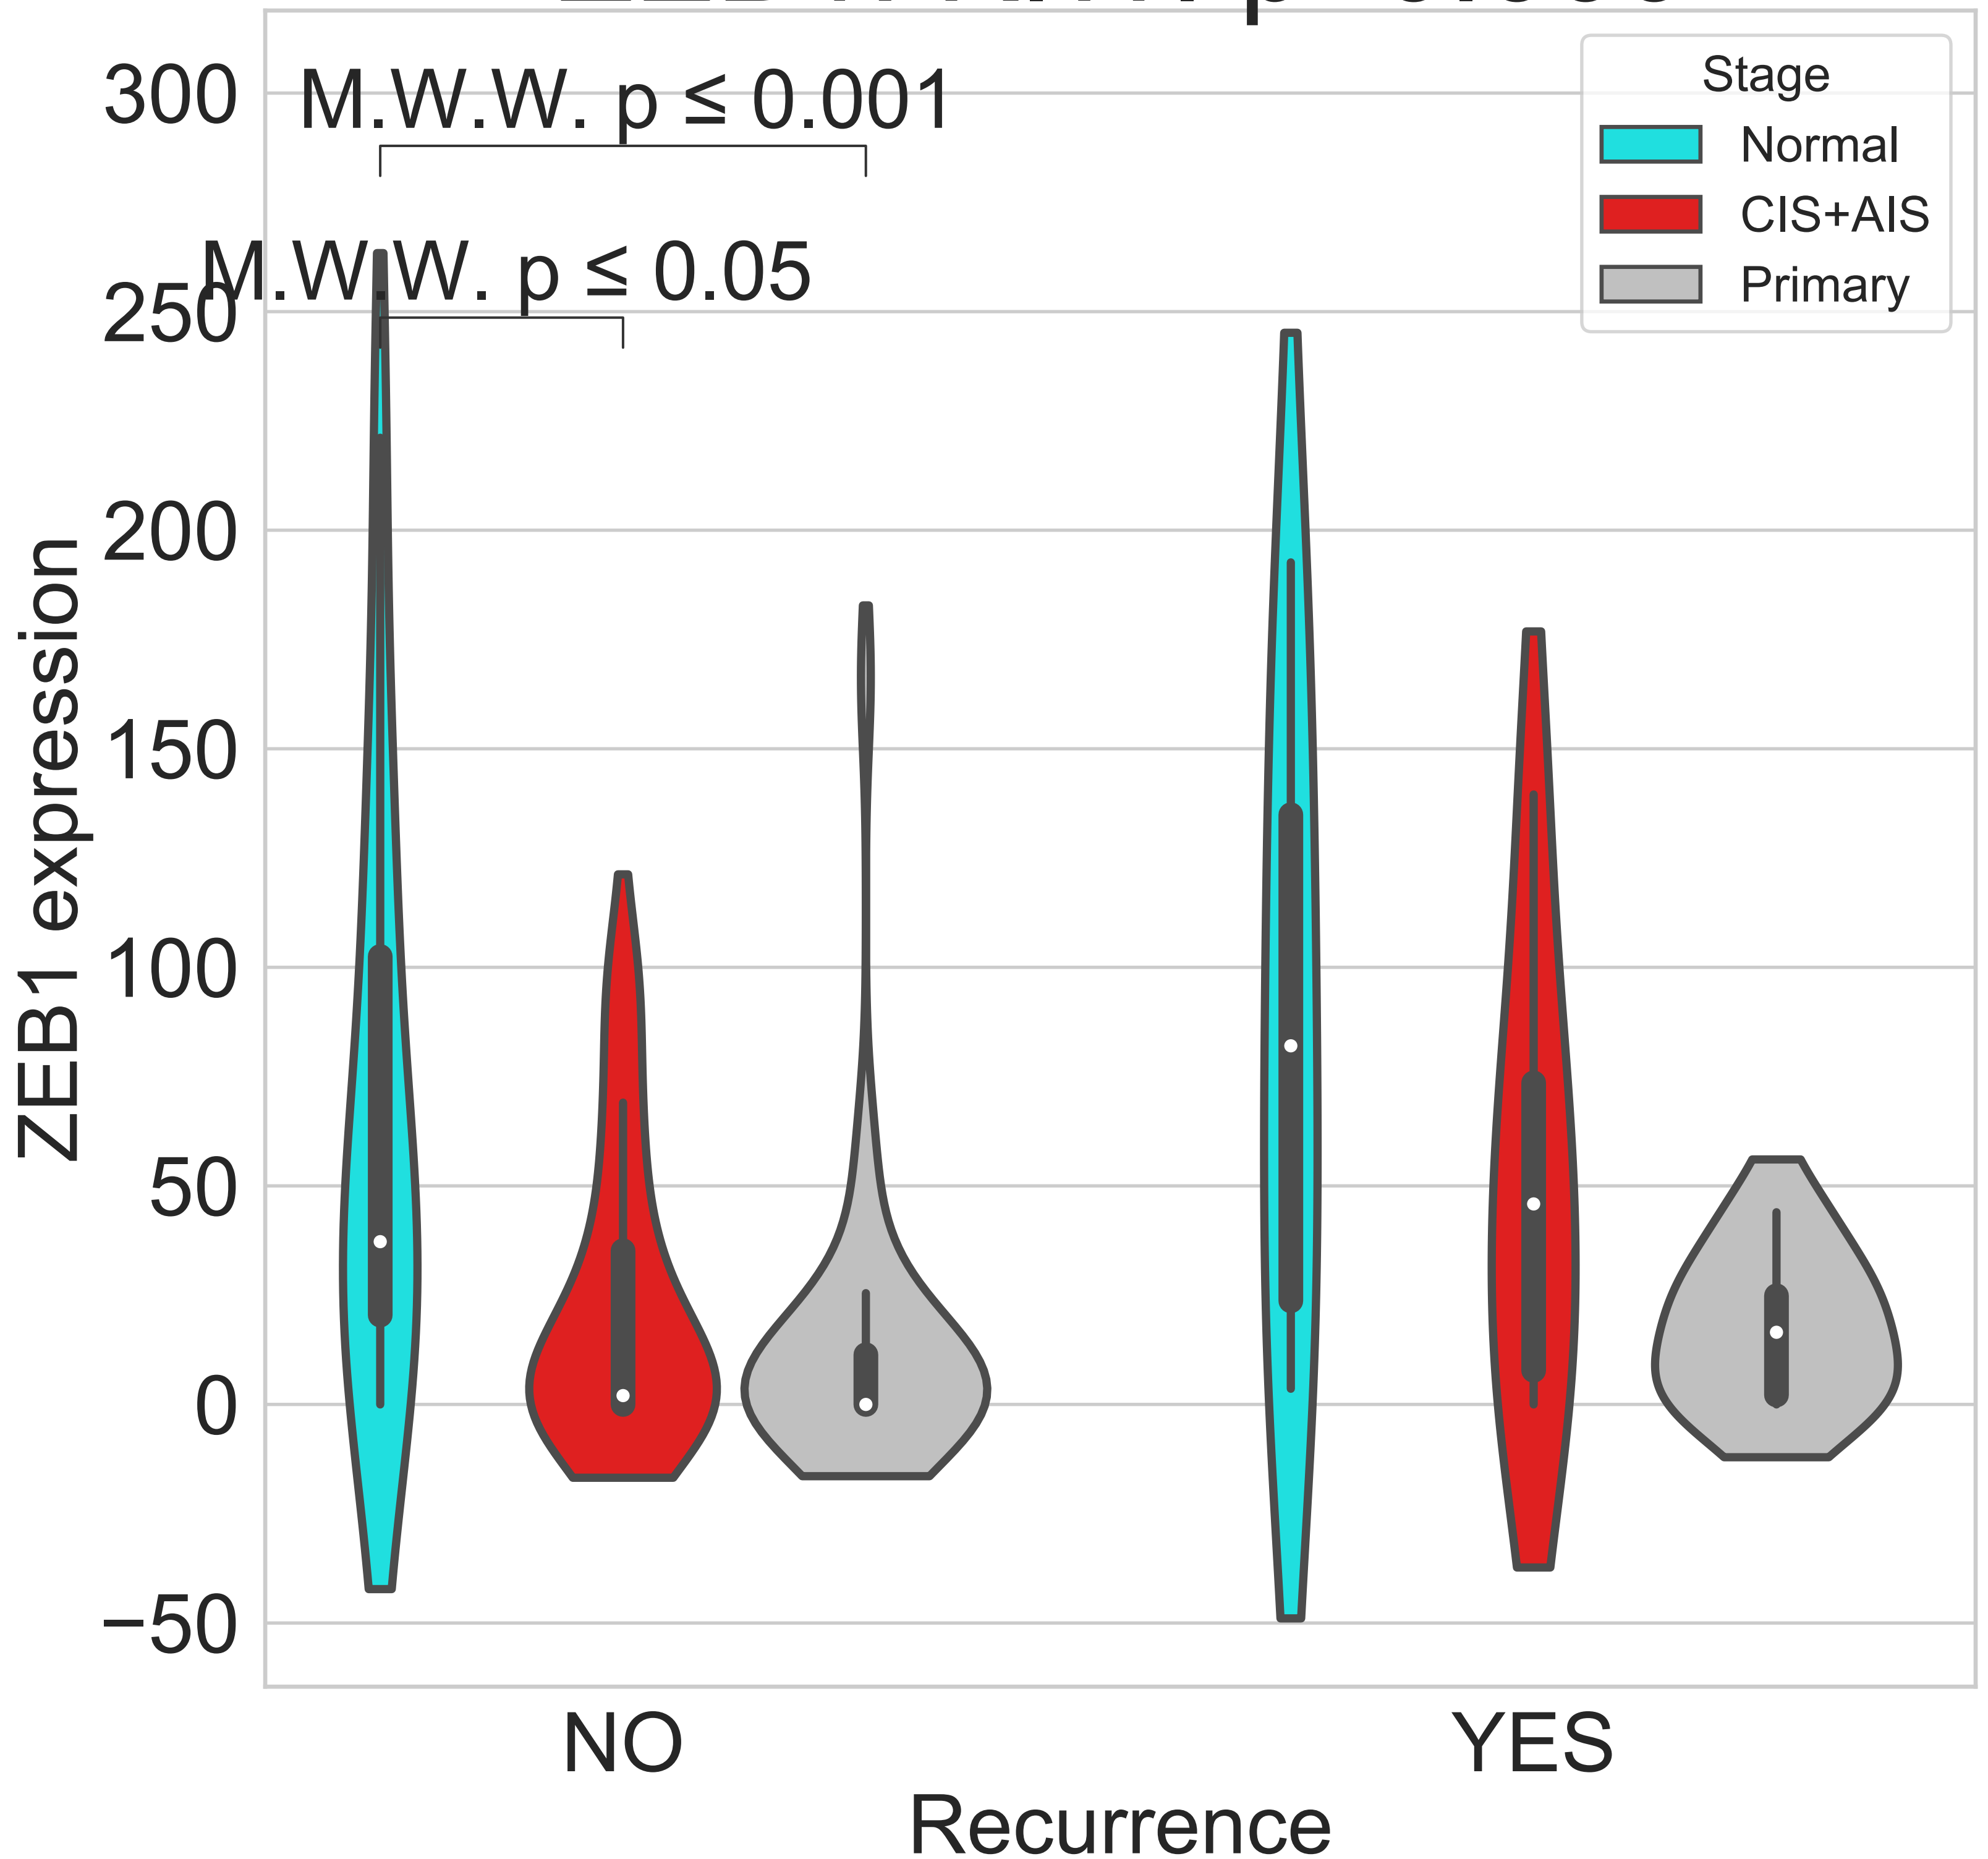 300
250
200
150
100
50
0
−50
ZEB1 expression
M.W.W. p ≤ 0.001
M.W.W. p ≤ 0.05
Stage
Normal
CIS+AIS
Primary
NO
YES
Recurrence